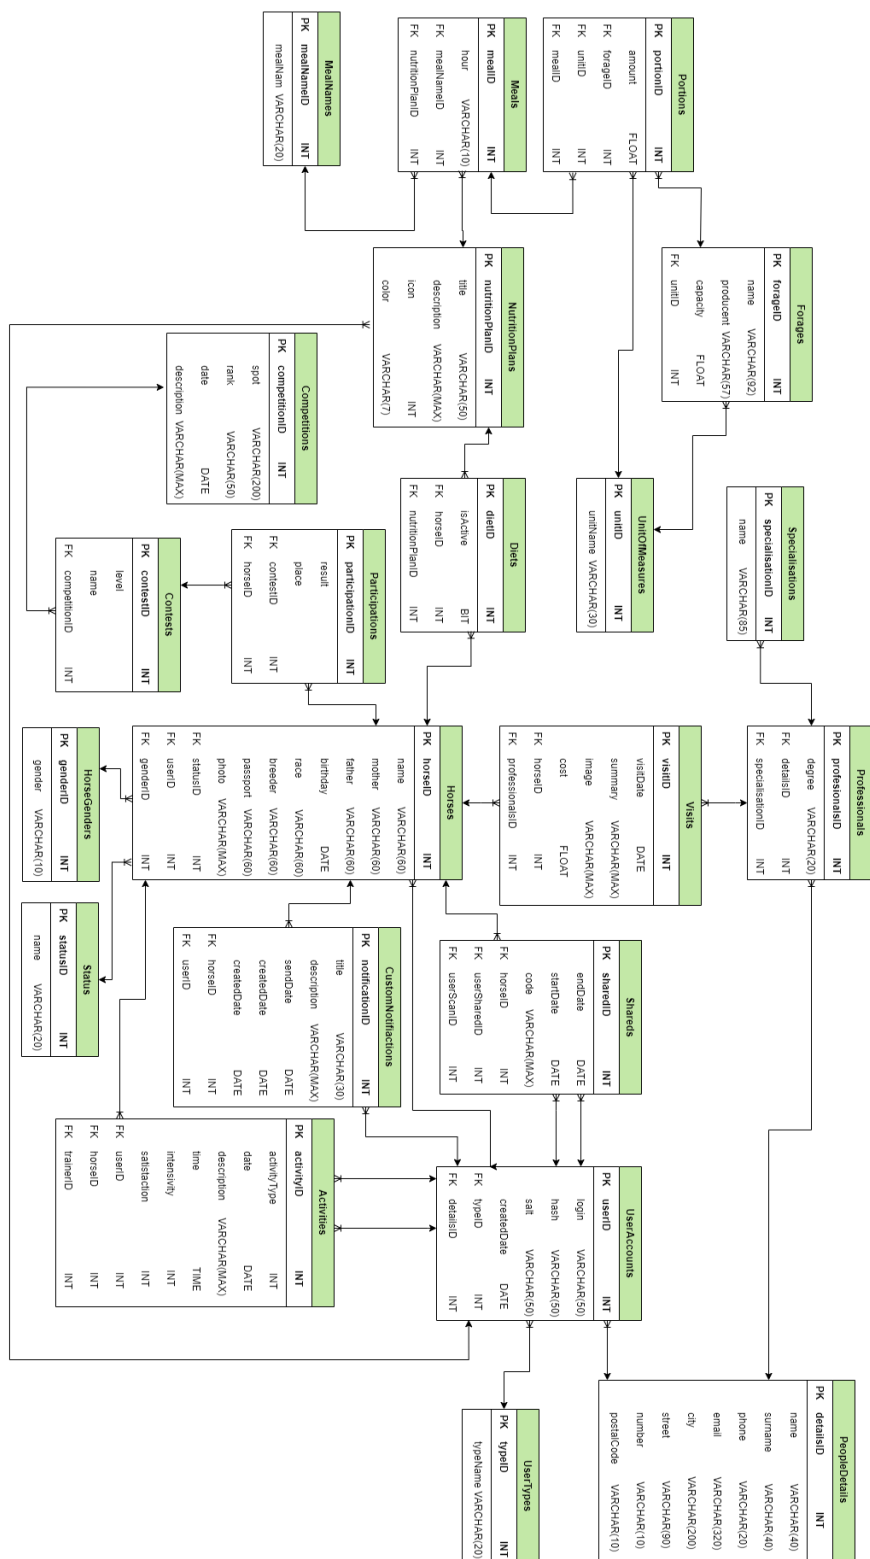 Portions
PK portionID INT
amount FLOAT
FK forageID INT
FK unitID INT
FK mealID INT
Forages
PK forageID INT
name VARCHAR(92)
producent VARCHAR(57)
capacity FLOAT
FK unitID INT
Specialisations
PK specialisationID INT
name VARCHAR(85)
Professionals
PK profesionalsID INT
degree VARCHAR(20)
FK detailsID INT
FK specialisationID INT
PeopleDetails
PK detailsID INT
name VARCHAR(40)
surname VARCHAR(40)
phone VARCHAR(20)
email VARCHAR(320)
city VARCHAR(200)
street VARCHAR(90)
number VARCHAR(10)
postalCode VARCHAR(10)
Meals
PK mealID INT
hour VARCHAR(10)
FK mealNameID INT
FK nutritionPlanID INT
NutritionPlans
PK nutritionPlanID INT
title VARCHAR(50)
description VARCHAR(MAX)
icon INT
color VARCHAR(7)
UnitOfMeasures
PK unitID INT
unitName VARCHAR(30)
Diets
PK dietID INT
isActive BIT
FK horseID INT
FK nutritionPlanID INT
Visits
PK visitID INT
visitDate DATE
summary VARCHAR(MAX)
image VARCHAR(MAX)
cost FLOAT
FK horseID INT
FK professionalsID INT
Shareds
PK sharedID INT
endDate DATE
startDate DATE
code VARCHAR(MAX)
FK horseID INT
FK userSharedID INT
FK userScanID INT
UserAccounts
PK userID INT
login VARCHAR(50)
hash VARCHAR(50)
salt VARCHAR(50)
createdDate DATE
FK typeID INT
FK detailsID INT
UserTypes
PK typeID INT
typeName VARCHAR(20)
MealNames
PK mealNameID INT
mealNam VARCHAR(20)
Competitions
PK competitionID INT
spot VARCHAR(200)
rank VARCHAR(50)
date DATE
description VARCHAR(MAX)
Participations
PK participationID INT
result
place
FK contestID INT
FK horseID INT
Horses
PK horseID INT
name VARCHAR(60)
mother VARCHAR(60)
father VARCHAR(60)
birthday DATE
race VARCHAR(60)
breeder VARCHAR(60)
passport VARCHAR(60)
photo VARCHAR(MAX)
FK statusID INT
FK userID INT
FK genderID INT
CustomNotifiactions
PK notificationID INT
title VARCHAR(30)
description VARCHAR(MAX)
sendDate DATE
createdDate DATE
createdDate DATE
FK horseID INT
FK userID INT
Contests
PK contestID INT
level
name
FK competitionID INT
HorseGenders
PK genderID INT
gender VARCHAR(10)
Status
PK statusID INT
name VARCHAR(20)
Activities
PK activityID INT
activityType INT
date DATE
description VARCHAR(MAX)
time TIME
intensivity INT
satistaction INT
FK userID INT
FK horseID INT
FK trainerID INT